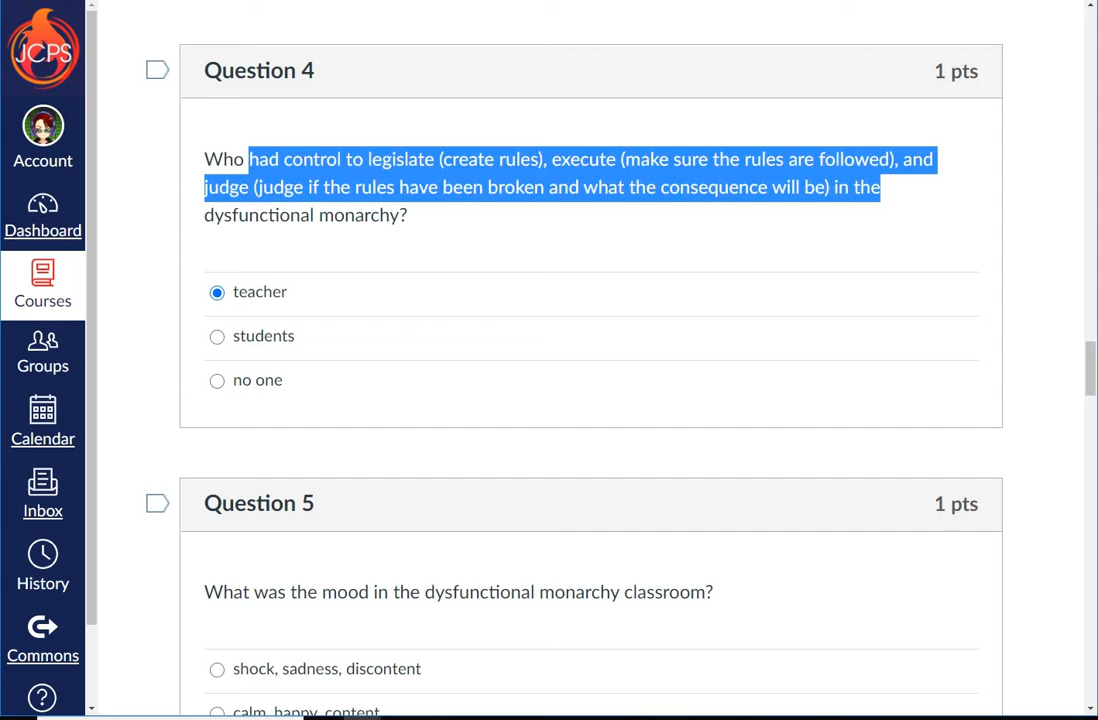 JCPS
Account
Dashboard
Courses
Groups
Calendar
Inbox
History
Commons
Question 4
1 pts
Who had control to legislate (create rules), execute (make sure the rules are followed), and
judge (judge if the rules have been broken and what the consequence will be) in the
dysfunctional monarchy?
teacher
students
no one
Question 5
1 pts
What was the mood in the dysfunctional monarchy classroom?
shock, sadness, discontent
calm, happy, content